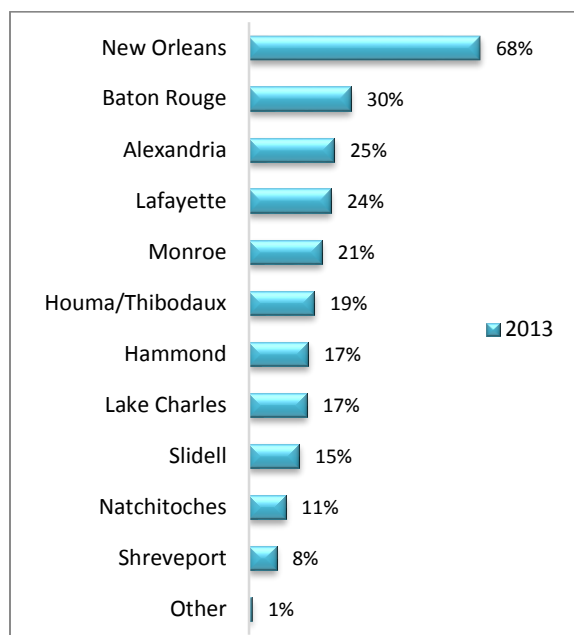 New Orleans 68%
Baton Rouge 30%
Alexandria 25%
Lafayette 24%
Monroe 21%
Houma/Thibodaux 19%
2013
Hammond 17%
Lake Charles 17%
Slidell 15%
Natchitoches 11%
Shreveport 8%
Other 1%